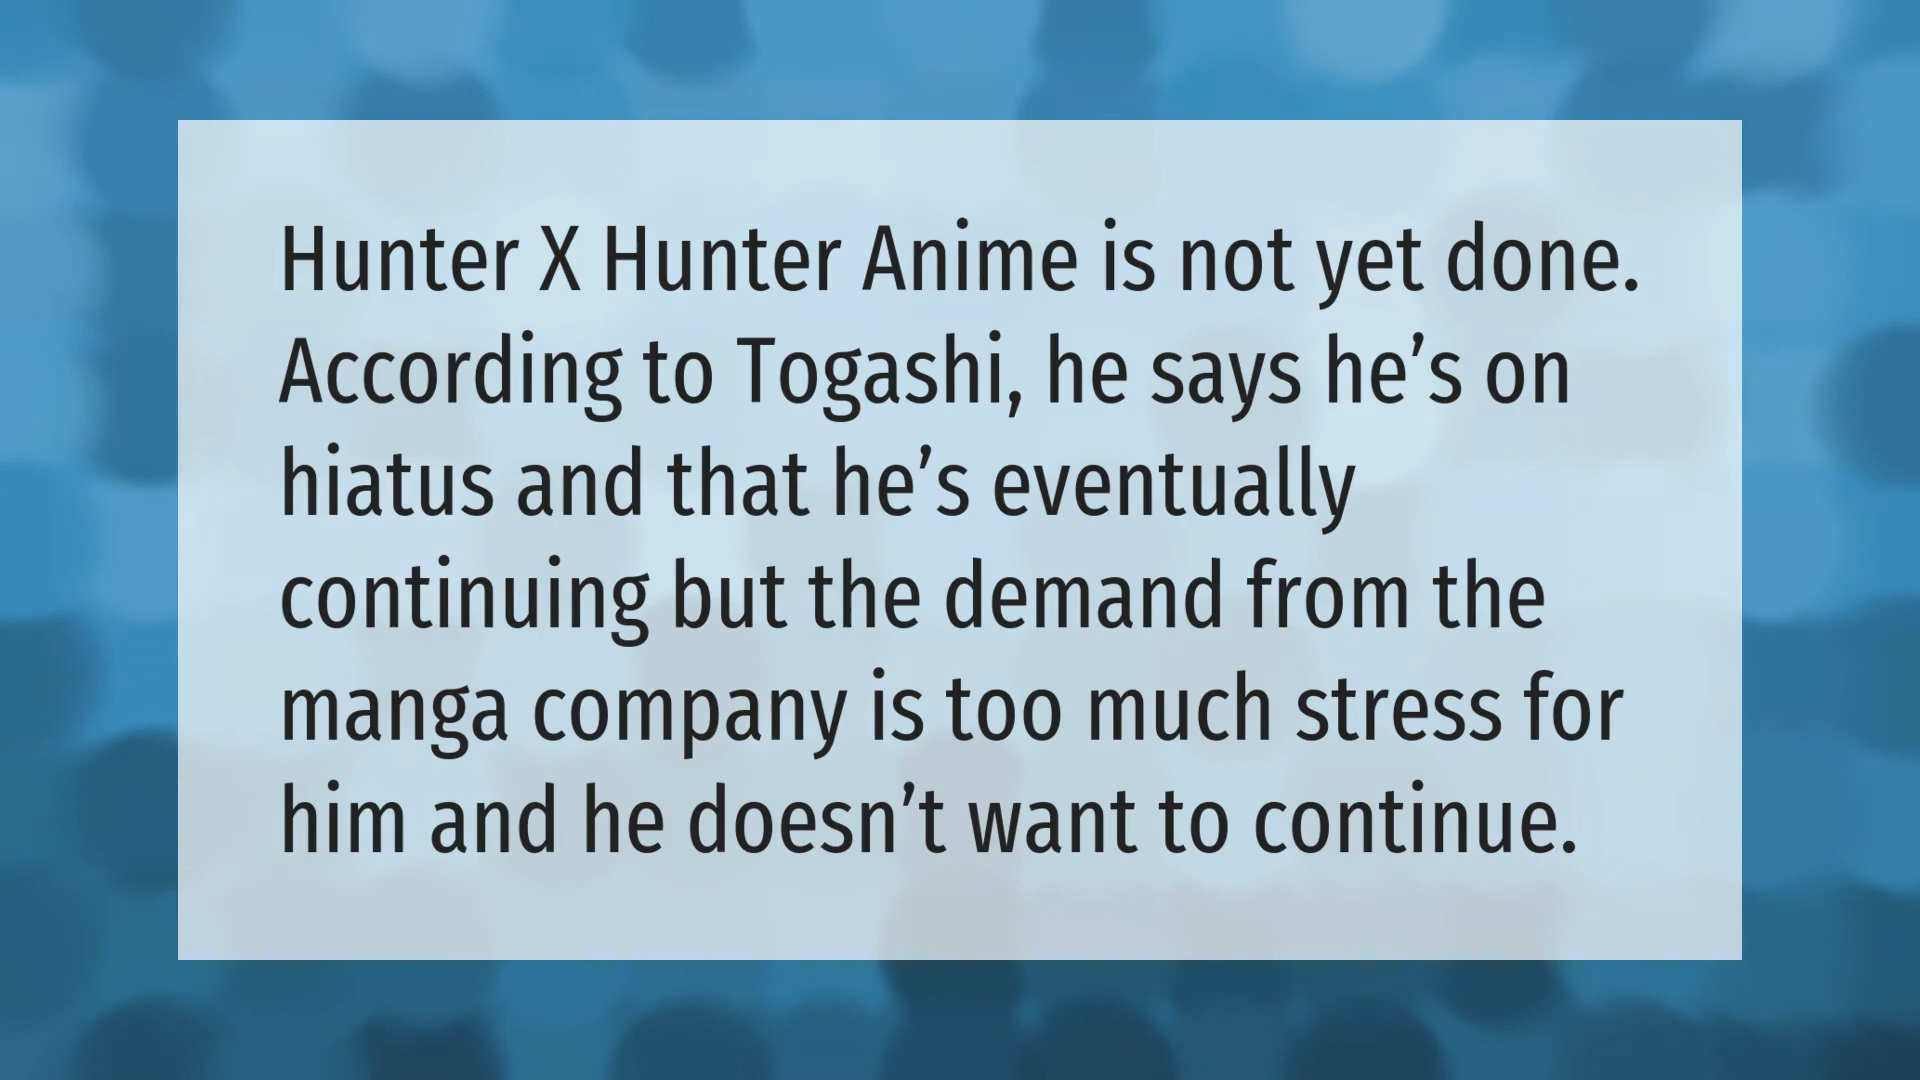 Hunter X Hunter Anime is not yet done.
According to Togashi, he says he’s on
hiatus and that he’s eventually
continuing but the demand from the
manga company is too much stress for
him and he doesn’t want to continue.